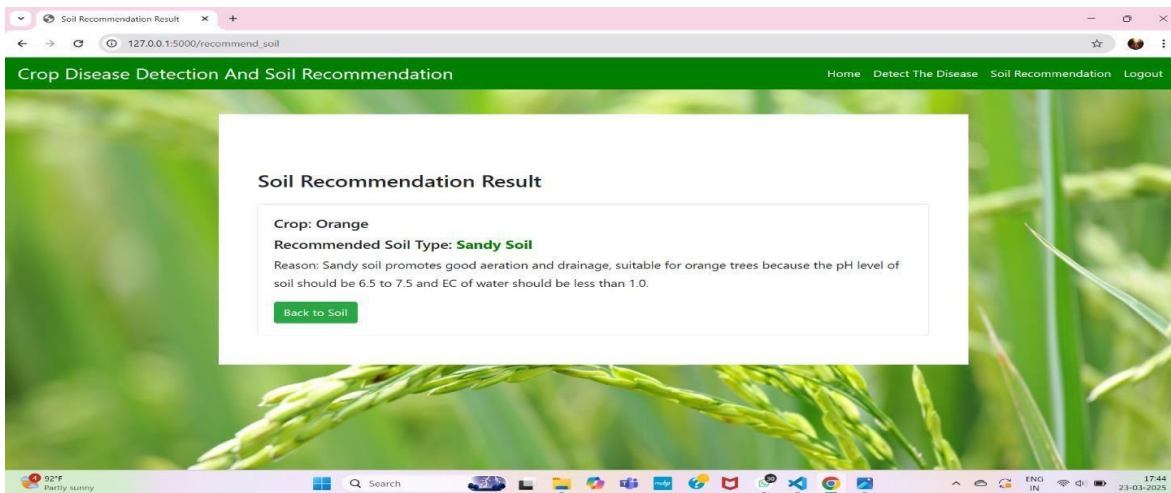 Soil Recommendation Result
127.0.0.1:5000/recommend_soil
Crop Disease Detection And Soil Recommendation
Home Detect The Disease Soil Recommendation Logout
Soil Recommendation Result
Crop: Orange
Recommended Soil Type: Sandy Soil
Reason: Sandy soil promotes good aeration and drainage, suitable for orange trees because the pH level of
soil should be 6.5 to 7.5 and EC of water should be less than 1.0.
Back to Soil
92°F
Partly sunny
Search
ENG
IN
17:44
23-03-2025